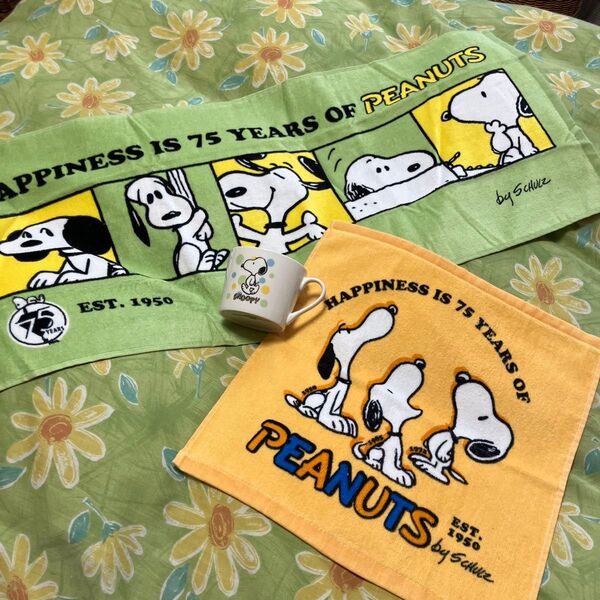 HAPPINESS IS 75 YEARS OF PEANUTS
by SCHULZ
75
YEARS
EST. 1950
SNOOPY
HAPPINESS IS 75 YEARS OF
1950
PEANUTS
EST.
1950
by SCHULZ